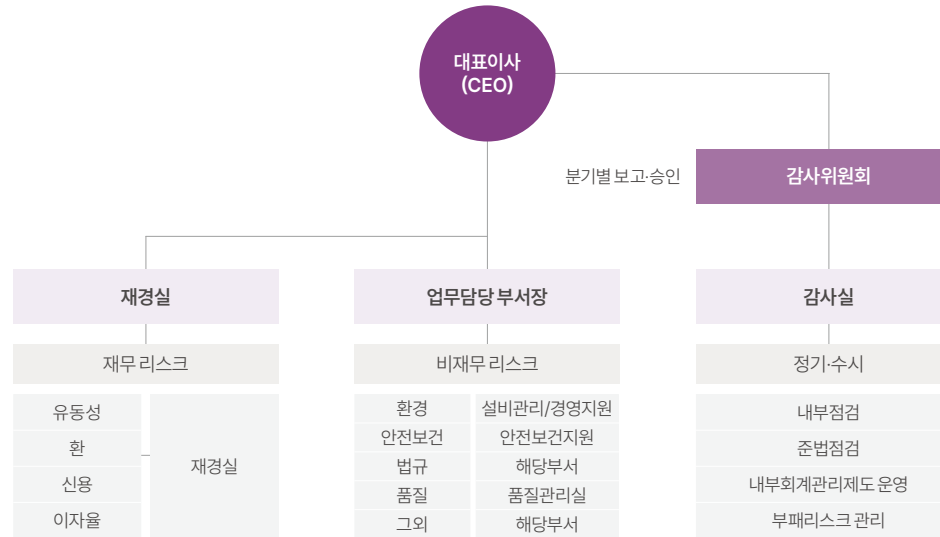 대표이사
(CEO)
분기별 보고·승인
감사위원회
재경실
업무담당 부서장
감사실
재무 리스크
비재무 리스크
정기·수시
유동성
환
신용
이자율
재경실
환경
설비관리/경영지원
안전보건
안전보건지원
법규
해당부서
품질
품질관리실
그외
해당부서
내부점검
준법점검
내부회계관리제도 운영
부패리스크 관리